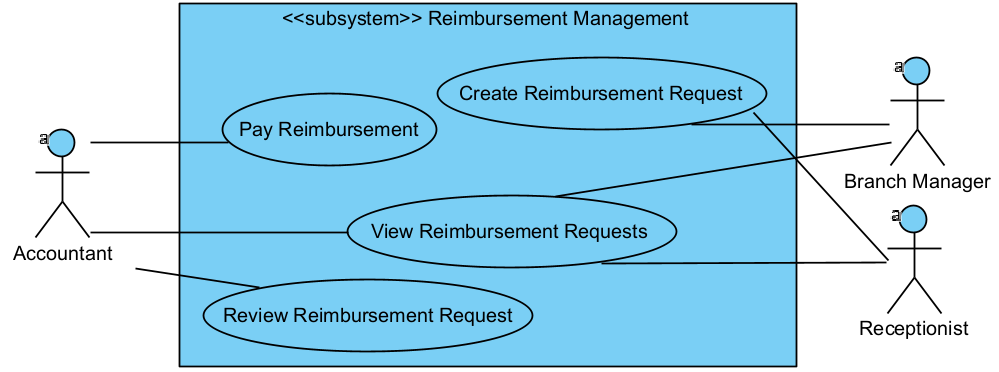 <<subsystem>> Reimbursement Management
Create Reimbursement Request
Pay Reimbursement
Branch Manager
View Reimbursement Requests
Accountant
Review Reimbursement Request
Receptionist